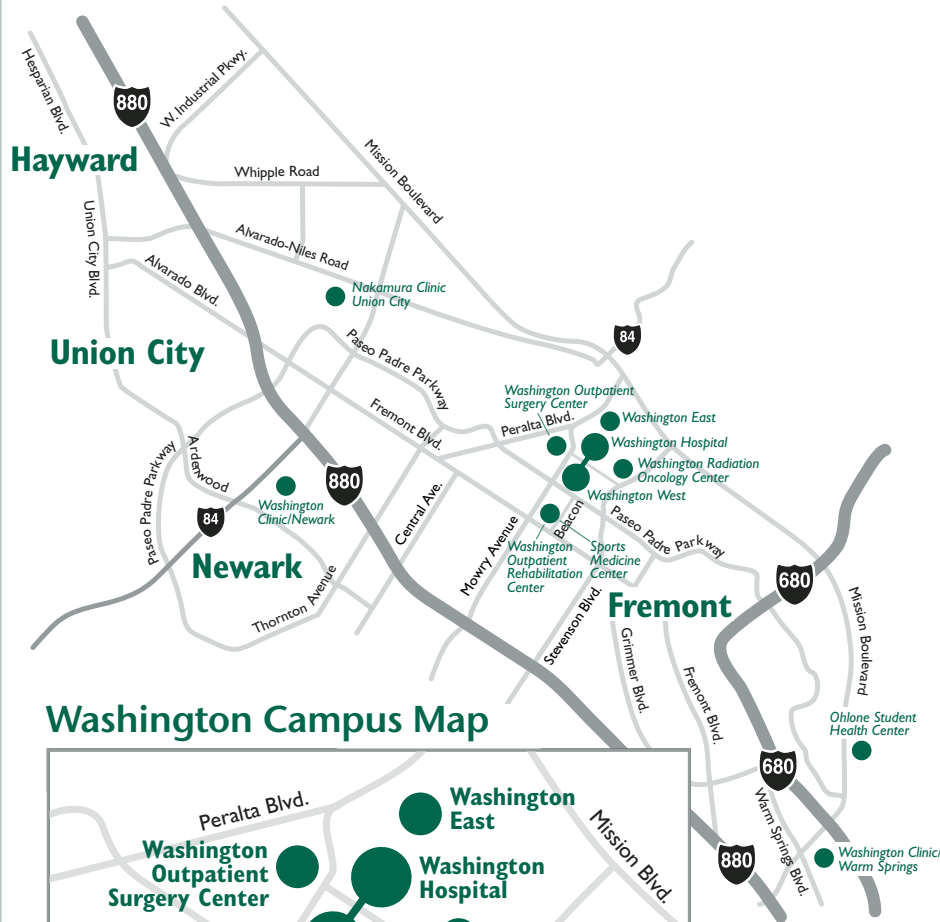 Hesparian Blvd.
880
W. Industrial Pkwy.
Hayward
Whipple Road
Mission Boulevard
Union City Blvd.
Alvarado-Niles Road
Alvarado Blvd.
Nakamura Clinic
Union City
84
Union City
Paseo Padre Parkway
Washington Outpatient
Surgery Center
Fremont Blvd.
Peralta Blvd.
Washington East
Washington Hospital
Washington Radiation
Oncology Center
Washington West
Paseo Padre Parkway
Ardenwood
880
Washington
Clinic/Newark
84
Central Ave.
Mowry Avenue
Beacon
Paseo Padre Parkway
Washington
Outpatient
Rehabilitation
Center
Sports
Medicine
Center
Newark
Thornton Avenue
Stevenson Blvd.
Fremont
680
Mission Boulevard
Grimmer Blvd.
Fremont Blvd.
Ohlone Student
Health Center
680
Warm Springs Blvd.
880
Washington Clinic/
Warm Springs
Washington Campus Map
Peralta Blvd.
Washington
East
Mission Blvd.
Washington
Outpatient
Surgery Center
Washington
Hospital